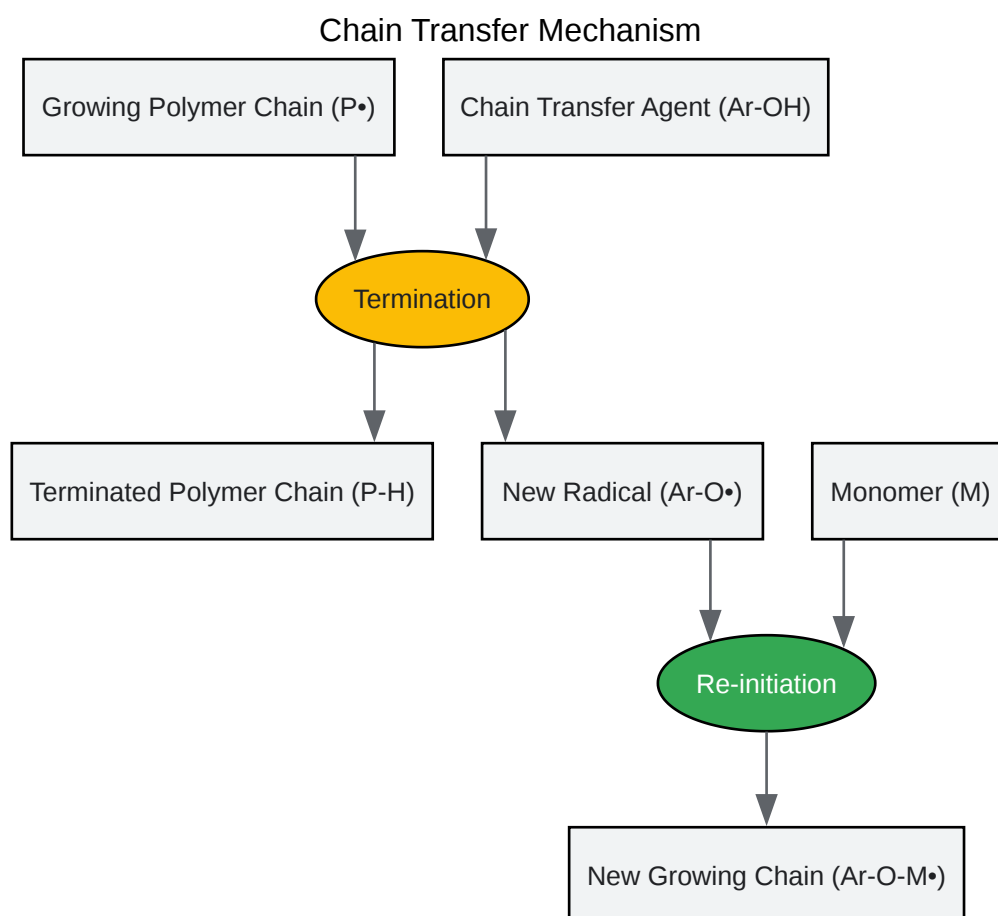 Chain Transfer Mechanism
Growing Polymer Chain (P•)
Chain Transfer Agent (Ar-OH)
Termination
Terminated Polymer Chain (P-H)
New Radical (Ar-O•)
Monomer (M)
Re-initiation
New Growing Chain (Ar-O-M•)